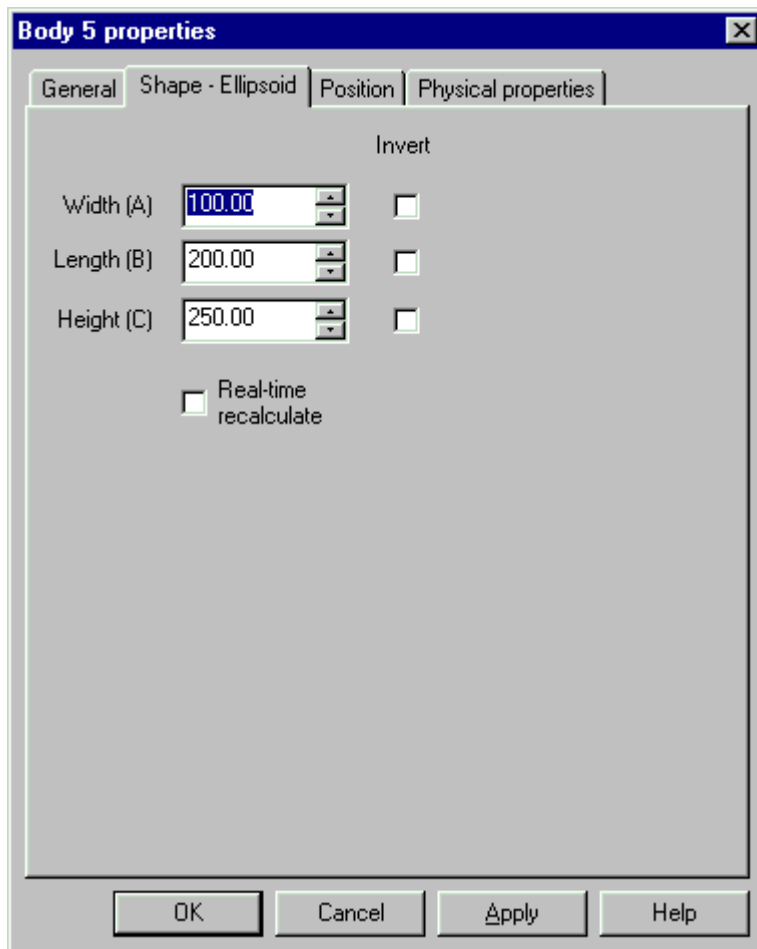 Body 5 properties
General Shape - Ellipsoid Position Physical properties
Invert
Width (A) 100.00
Length (B) 200.00
Height (C) 250.00
Real-time
recalculate
OK Cancel Apply Help